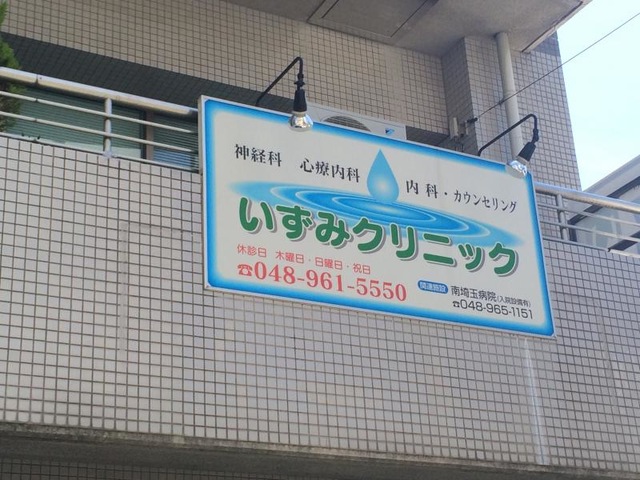 神経科 心療内科 内科・カウンセリング
いずみクリニック
休診日 木曜日・日曜日・祝日
☎048-961-5550
関連施設 南埼玉病院(入院設備有)
☎048-965-1151